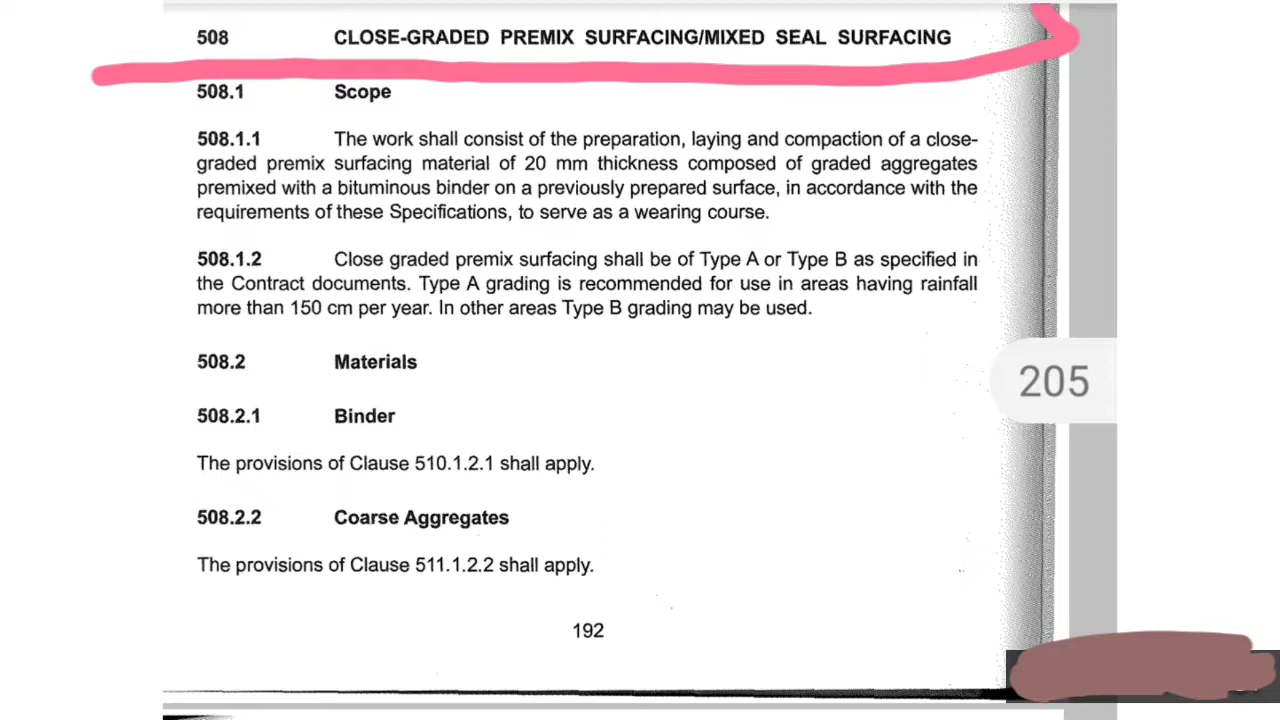 508 CLOSE-GRADED PREMIX SURFACING/MIXED SEAL SURFACING
508.1 Scope
508.1.1 The work shall consist of the preparation, laying and compaction of a close-
graded premix surfacing material of 20 mm thickness composed of graded aggregates
premixed with a bituminous binder on a previously prepared surface, in accordance with the
requirements of these Specifications, to serve as a wearing course.
508.1.2 Close graded premix surfacing shall be of Type A or Type B as specified in
the Contract documents. Type A grading is recommended for use in areas having rainfall
more than 150 cm per year. In other areas Type B grading may be used.
508.2 Materials
205
508.2.1 Binder
The provisions of Clause 510.1.2.1 shall apply.
508.2.2 Coarse Aggregates
The provisions of Clause 511.1.2.2 shall apply.
192